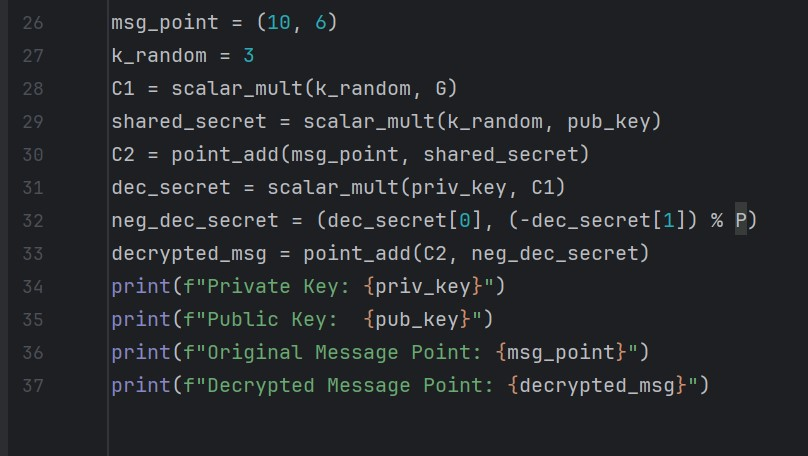 26 msg_point = (10, 6)
27 k_random = 3
28 C1 = scalar_mult(k_random, G)
29 shared_secret = scalar_mult(k_random, pub_key)
30 C2 = point_add(msg_point, shared_secret)
31 dec_secret = scalar_mult(priv_key, C1)
32 neg_dec_secret = (dec_secret[0], (-dec_secret[1]) % P)
33 decrypted_msg = point_add(C2, neg_dec_secret)
34 print(f"Private Key: {priv_key}")
35 print(f"Public Key:  {pub_key}")
36 print(f"Original Message Point: {msg_point}")
37 print(f"Decrypted Message Point: {decrypted_msg}")